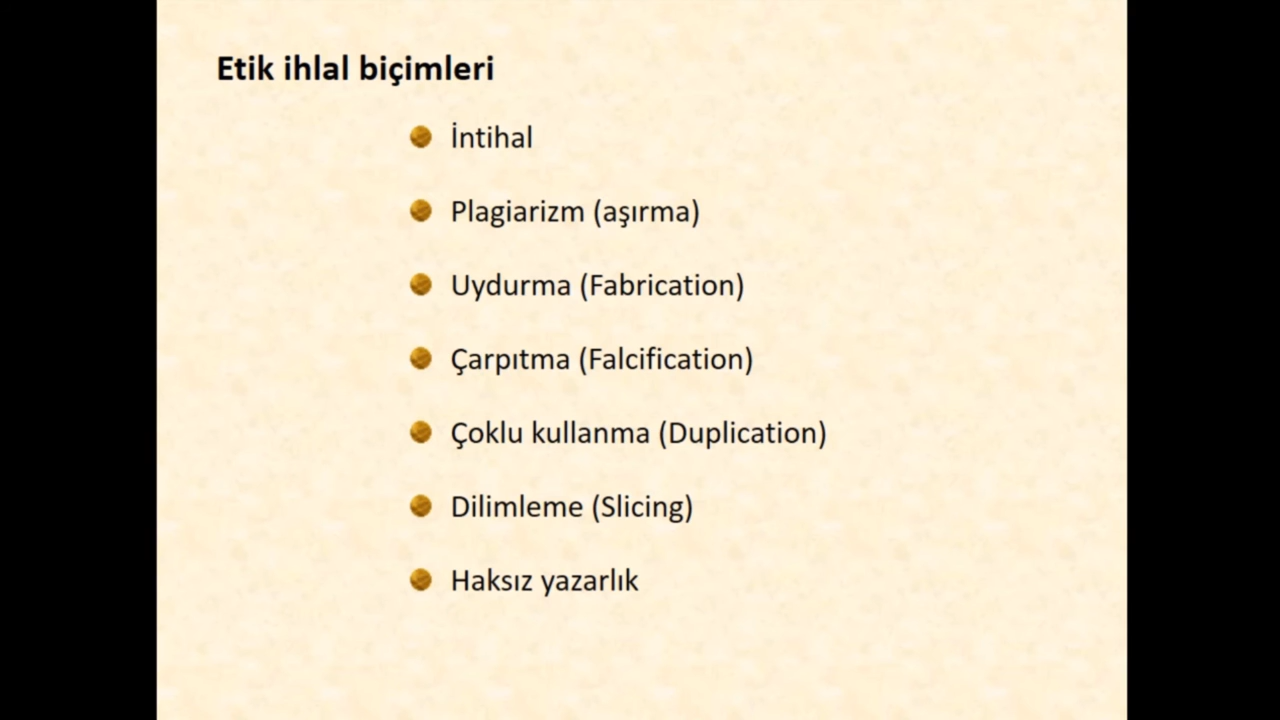 Etik ihlal biçimleri
İntihal
Plagiarizm (aşırma)
Uydurma (Fabrication)
Çarpıtma (Falcification)
Çoklu kullanma (Duplication)
Dilimleme (Slicing)
Haksız yazarlık